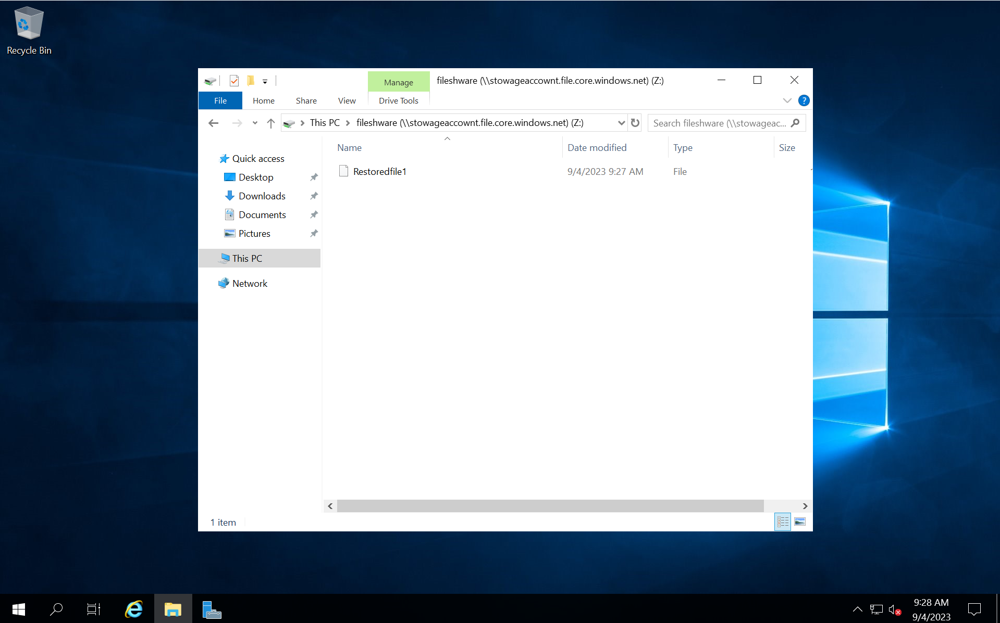 Recycle Bin
Manage
fileshware (\\stowageaccownt.file.core.windows.net) (Z:)
File
Home
Share
View
Drive Tools
?
This PC
fileshware (\\stowageaccownt.file.core.windows.net) (Z:)
Search fileshware (\\stowageac...
Name
Date modified
Type
Size
Quick access
Restoredfile1
9/4/2023 9:27 AM
File
Desktop
Downloads
Documents
Pictures
This PC
Network
1 item
9:28 AM
9/4/2023